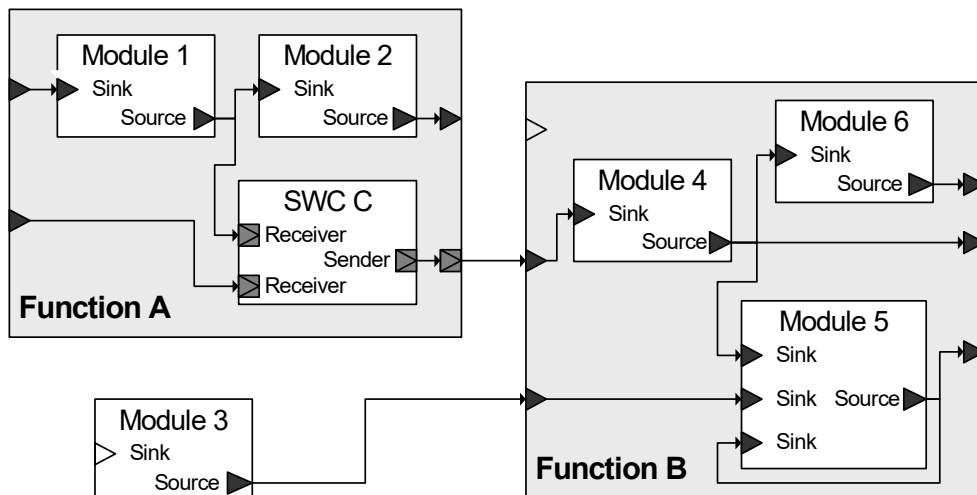 Module 1
Sink
Source
Module 2
Sink
Source
SWC C
Receiver
Sender
Receiver
Function A
Module 3
Sink
Source
Module 4
Sink
Source
Module 6
Sink
Source
Module 5
Sink
Sink
Source
Sink
Function B